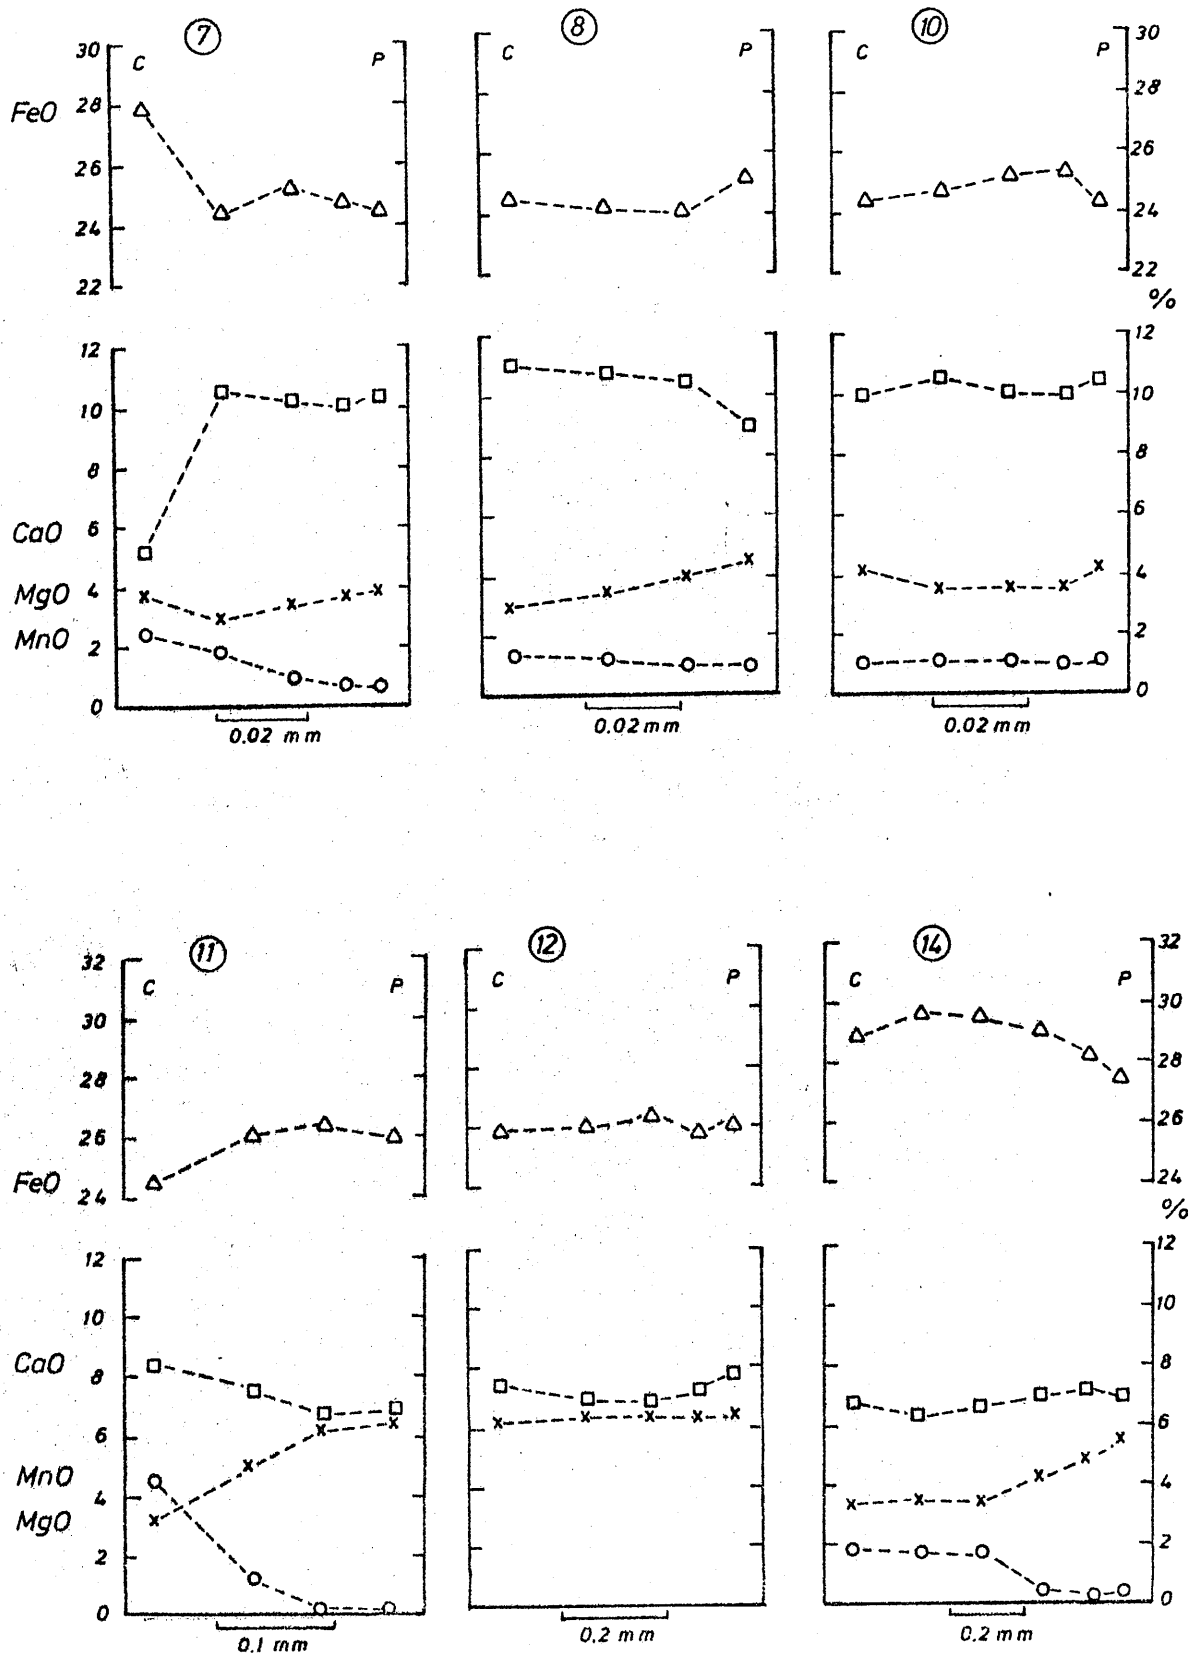 7 8 10
30 C P C P C P 30
FeO 28 28
26 26
24 24
22 22
%
12 12
10 10
8 8
CaO 6 6
MgO 4 4
MnO 2 2
0 0
0.02 mm 0.02 mm 0.02 mm
11 12 14
32 C P C P C P 32
30 30
28 28
26 26
FeO 24 24
%
12 12
10 10
CaO 8 8
6 6
MnO 4 4
MgO
2 2
0 0
0.1 mm 0.2 mm 0.2 mm